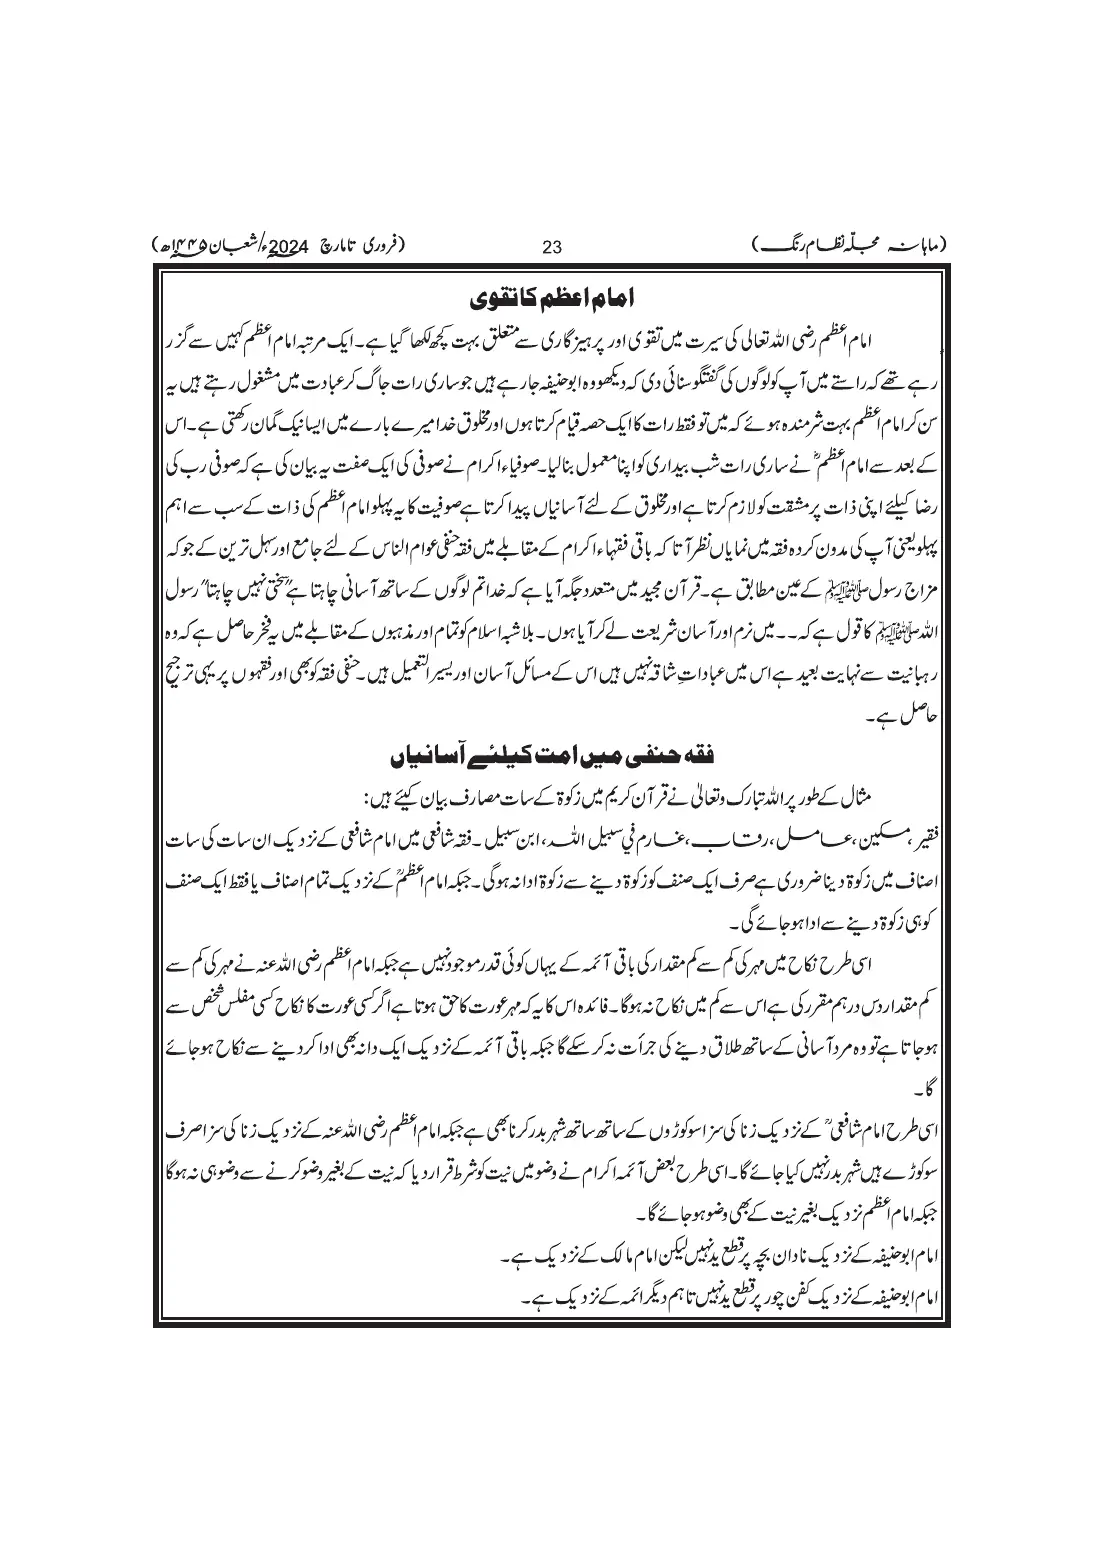 (ماہانہ مجلّہ نظام رنگ) 23 (فروری تا مارچ 2024ء/شعبان ۱۴۴۵ھ)
امام اعظم کا تقوی
امام اعظم رضی اللہ تعالی کی سیرت میں تقوی اور پرہیزگاری سے متعلق بہت کچھ لکھا گیا ہے۔ ایک مرتبہ امام اعظم کہیں سے گزر
رہے تھے کہ راستے میں آپ کو لوگوں کی گفتگو سنائی دی کہ دیکھو وہ ابوحنیفہ جارہے ہیں جو ساری رات جاگ کر عبادت میں مشغول رہتے ہیں یہ
سن کر امام اعظم بہت شرمندہ ہوئے کہ میں تو فقط رات کا ایک حصہ قیام کرتا ہوں اور مخلوق خدا میرے بارے میں ایسا نیک گمان رکھتی ہے۔ اس
کے بعد سے امام اعظمؓ نے ساری رات شب بیداری کو اپنا معمول بنالیا۔ صوفیاء اکرام نے صوفی کی ایک صفت یہ بیان کی ہے کہ صوفی رب کی
رضا کیلئے اپنی ذات پر مشقت کو لازم کرتا ہے اور مخلوق کے لئے آسانیاں پیدا کرتا ہے صوفیت کا یہ پہلو امام اعظم کی ذات کے سب سے اہم
پہلو یعنی آپ کی مدون کردہ فقہ میں نمایاں نظر آتا کہ باقی فقہاء اکرام کے مقابلے میں فقہ حنفی عوام الناس کے لئے جامع اور سہل ترین کے جو کہ
مزاج رسول ﷺ کے عین مطابق ہے۔ قرآن مجید میں متعدد جگہ آیا ہے کہ خدا تم لوگوں کے ساتھ آسانی چاہتا ہے ”سختی نہیں چاہتا“ رسول
اللہ ﷺ کا قول ہے کہ۔۔ میں نرم اور آسان شریعت لے کر آیا ہوں۔ بلاشبہ اسلام کو تمام اور مذہبوں کے مقابلے میں یہ فخر حاصل ہے کہ وہ
رہبانیت سے نہایت بعید ہے اس میں عباداتِ شاقہ نہیں ہیں اس کے مسائل آسان اور یسیر التعمیل ہیں۔ حنفی فقہ کو بھی اور فقہوں پر یہی ترجیح
حاصل ہے۔
فقہ حنفی میں امت کیلئے آسانیاں
مثال کے طور پر اللہ تبارک وتعالیٰ نے قرآن کریم میں زکوۃ کے سات مصارف بیان کیئے ہیں:
فقیر، مسکین، عامل، رقاب، غارم في سبیل اللہ، ابن سبیل۔ فقہ شافعی میں امام شافعی کے نزدیک ان سات کی سات
اصناف میں زکوۃ دینا ضروری ہے صرف ایک صنف کو زکوۃ دینے سے زکوۃ ادا نہ ہوگی۔ جبکہ امام اعظمؒ کے نزدیک تمام اصناف یا فقط ایک صنف
کو ہی زکوۃ دینے سے ادا ہو جائے گی۔
اسی طرح نکاح میں مہر کی کم سے کم مقدار کی باقی آئمہ کے یہاں کوئی قدر موجود نہیں ہے جبکہ امام اعظم رضی اللہ عنہ نے مہر کی کم سے
کم مقدار دس درہم مقرر کی ہے اس سے کم میں نکاح نہ ہوگا۔ فائدہ اس کا یہ کہ مہر عورت کا حق ہوتا ہے اگر کسی عورت کا نکاح کسی مفلس شخص سے
ہو جاتا ہے تو وہ مرد آسانی کے ساتھ طلاق دینے کی جرأت نہ کر سکے گا جبکہ باقی آئمہ کے نزدیک ایک دانہ بھی ادا کر دینے سے نکاح ہو جائے
گا۔
اسی طرح امام شافعیؒ کے نزدیک زنا کی سزا سو کوڑوں کے ساتھ ساتھ شہر بدر کرنا بھی ہے جبکہ امام اعظم رضی اللہ عنہ کے نزدیک زنا کی سزا صرف
سو کوڑے ہیں شہر بدر نہیں کیا جائے گا۔ اسی طرح بعض آئمہ اکرام نے وضو میں نیت کو شرط قرار دیا کہ نیت کے بغیر وضو کرنے سے وضو ہی نہ ہوگا
جبکہ امام اعظم نزدیک بغیر نیت کے بھی وضو ہو جائے گا۔
امام ابوحنیفہ کے نزدیک نادان بچہ پر قطع ید نہیں لیکن امام مالک کے نزدیک ہے۔
امام ابوحنیفہ کے نزدیک کفن چور پر قطع ید نہیں تاہم دیگر ائمہ کے نزدیک ہے۔